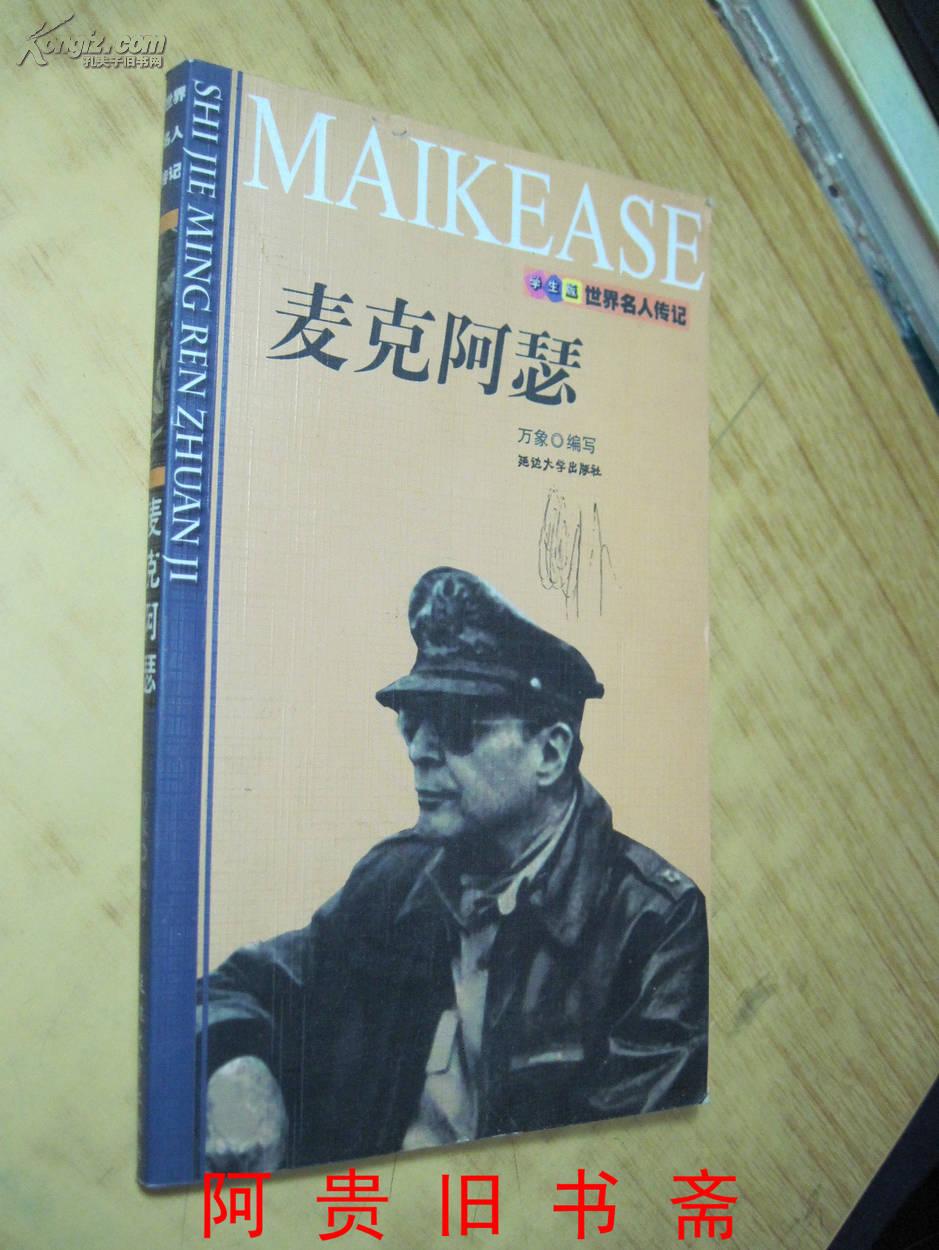 Kongfz.com
孔夫子旧书网
世界名人传记
SHI JIE MING REN ZHUAN JI
麦克阿瑟
MAIKEASE
学生版 世界名人传记
麦克阿瑟
万象◎编写
延边大学出版社
阿贵旧书斋